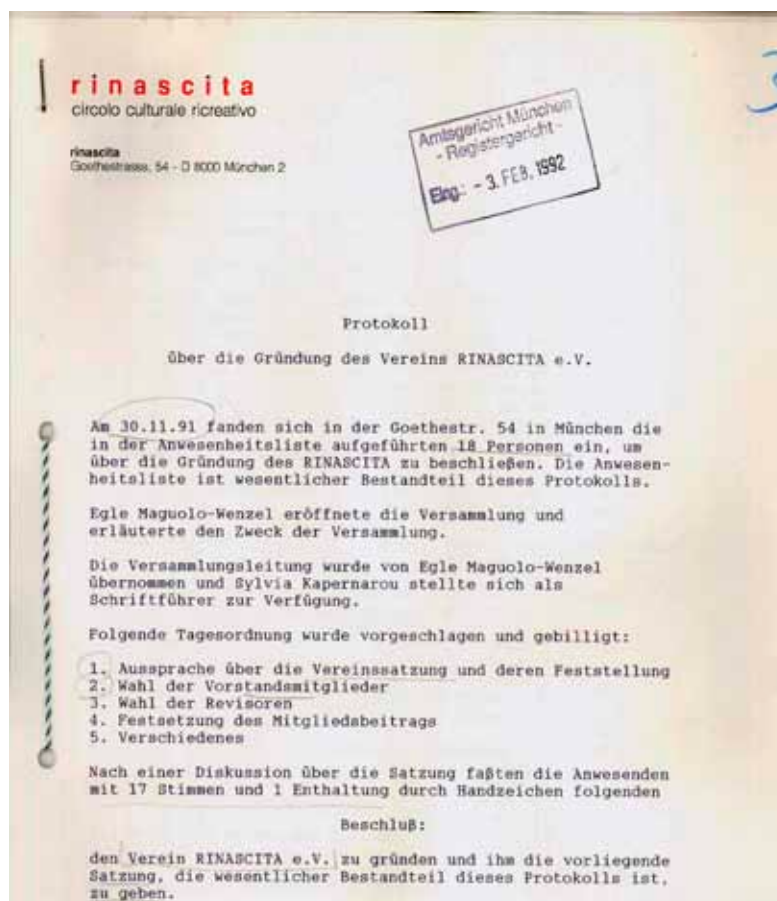 rinascita
circolo culturale ricreativo
rinascita
Goethestrasse, 54 - D 8000 München 2
Amtsgericht München
- Registergericht -
Eing.: - 3. FEB. 1992
3
Protokoll
über die Gründung des Vereins RINASCITA e.V.
Am 30.11.91 fanden sich in der Goethestr. 54 in München die
in der Anwesenheitsliste aufgeführten 18 Personen ein, um
über die Gründung des RINASCITA zu beschließen. Die Anwesen-
heitsliste ist wesentlicher Bestandteil dieses Protokolls.
Egle Maguolo-Wenzel eröffnete die Versammlung und
erläuterte den Zweck der Versammlung.
Die Versammlungsleitung wurde von Egle Maguolo-Wenzel
übernommen und Sylvia Kapernarou stellte sich als
Schriftführer zur Verfügung.
Folgende Tagesordnung wurde vorgeschlagen und gebilligt:
1. Aussprache über die Vereinssatzung und deren Feststellung
2. Wahl der Vorstandsmitglieder
3. Wahl der Revisoren
4. Festsetzung des Mitgliedsbeitrags
5. Verschiedenes
Nach einer Diskussion über die Satzung faßten die Anwesenden
mit 17 Stimmen und 1 Enthaltung durch Handzeichen folgenden
Beschluß:
den Verein RINASCITA e.V. zu gründen und ihm die vorliegende
Satzung, die wesentlicher Bestandteil dieses Protokolls ist,
zu geben.